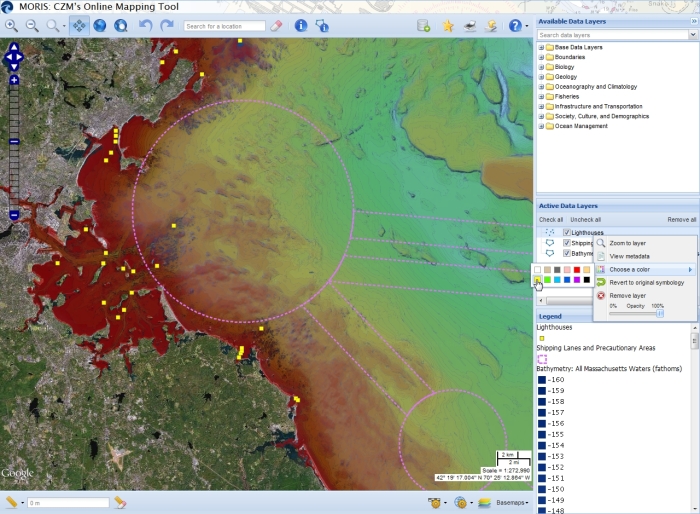 MORIS: CZM's Online Mapping Tool
Search for a location
Available Data Layers
Search data layers
Base Data Layers
Boundaries
Biology
Geology
Oceanography and Climatology
Fisheries
Infrastructure and Transportation
Society, Culture, and Demographics
Ocean Management
Active Data Layers
Check all Uncheck all Remove all
Lighthouses
Shipping
Bathyme
Zoom to layer
View metadata
Choose a color
Revert to original symbology
Remove layer
0% Opacity 100%
Legend
Lighthouses
Shipping Lanes and Precautionary Areas
Bathymetry: All Massachusetts Waters (fathoms)
-160
-159
-158
-157
-156
-155
-154
-153
-152
-151
-150
-149
-148
Google
2 km
2 mi
Scale = 1:272,990
42° 19' 17.004" N 70° 25' 12.864" W
0 m
Basemaps